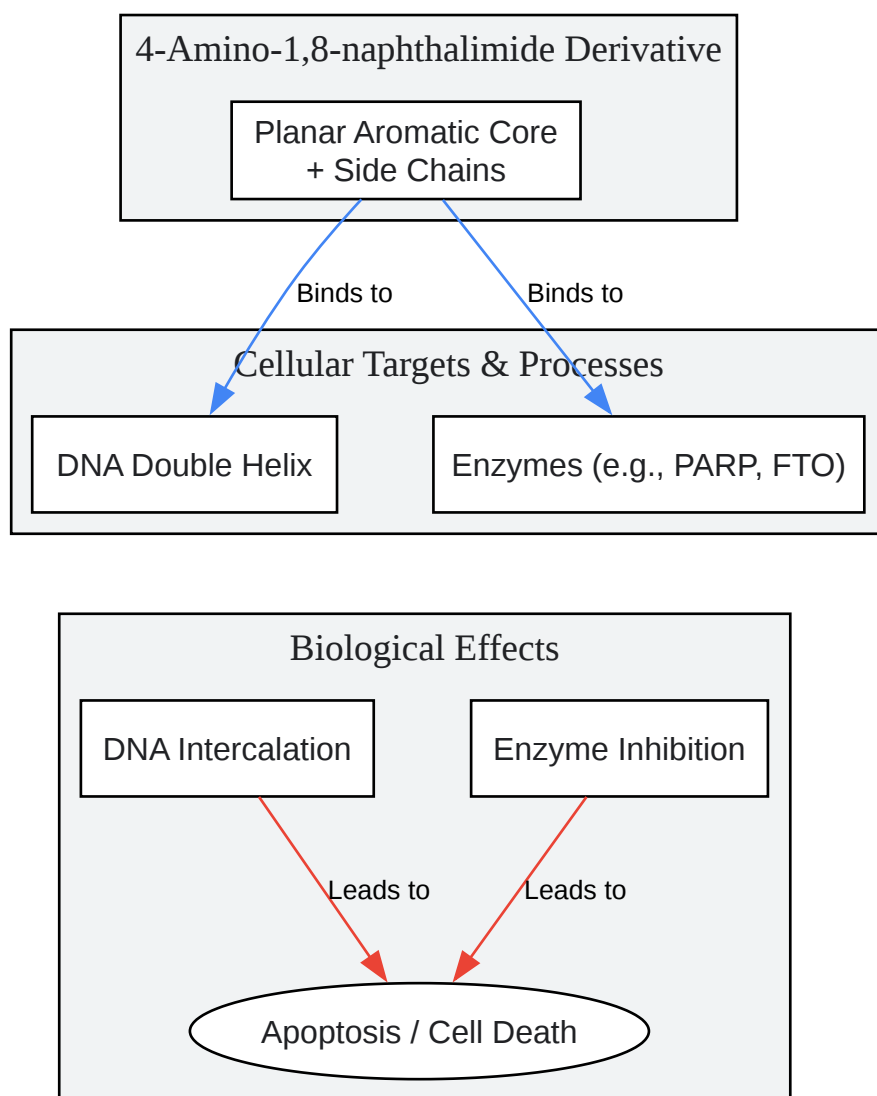 4-Amino-1,8-naphthalimide Derivative
Planar Aromatic Core
+ Side Chains
Binds to
Binds to
Cellular Targets & Processes
DNA Double Helix
Enzymes (e.g., PARP, FTO)
Biological Effects
DNA Intercalation
Enzyme Inhibition
Leads to
Leads to
Apoptosis / Cell Death